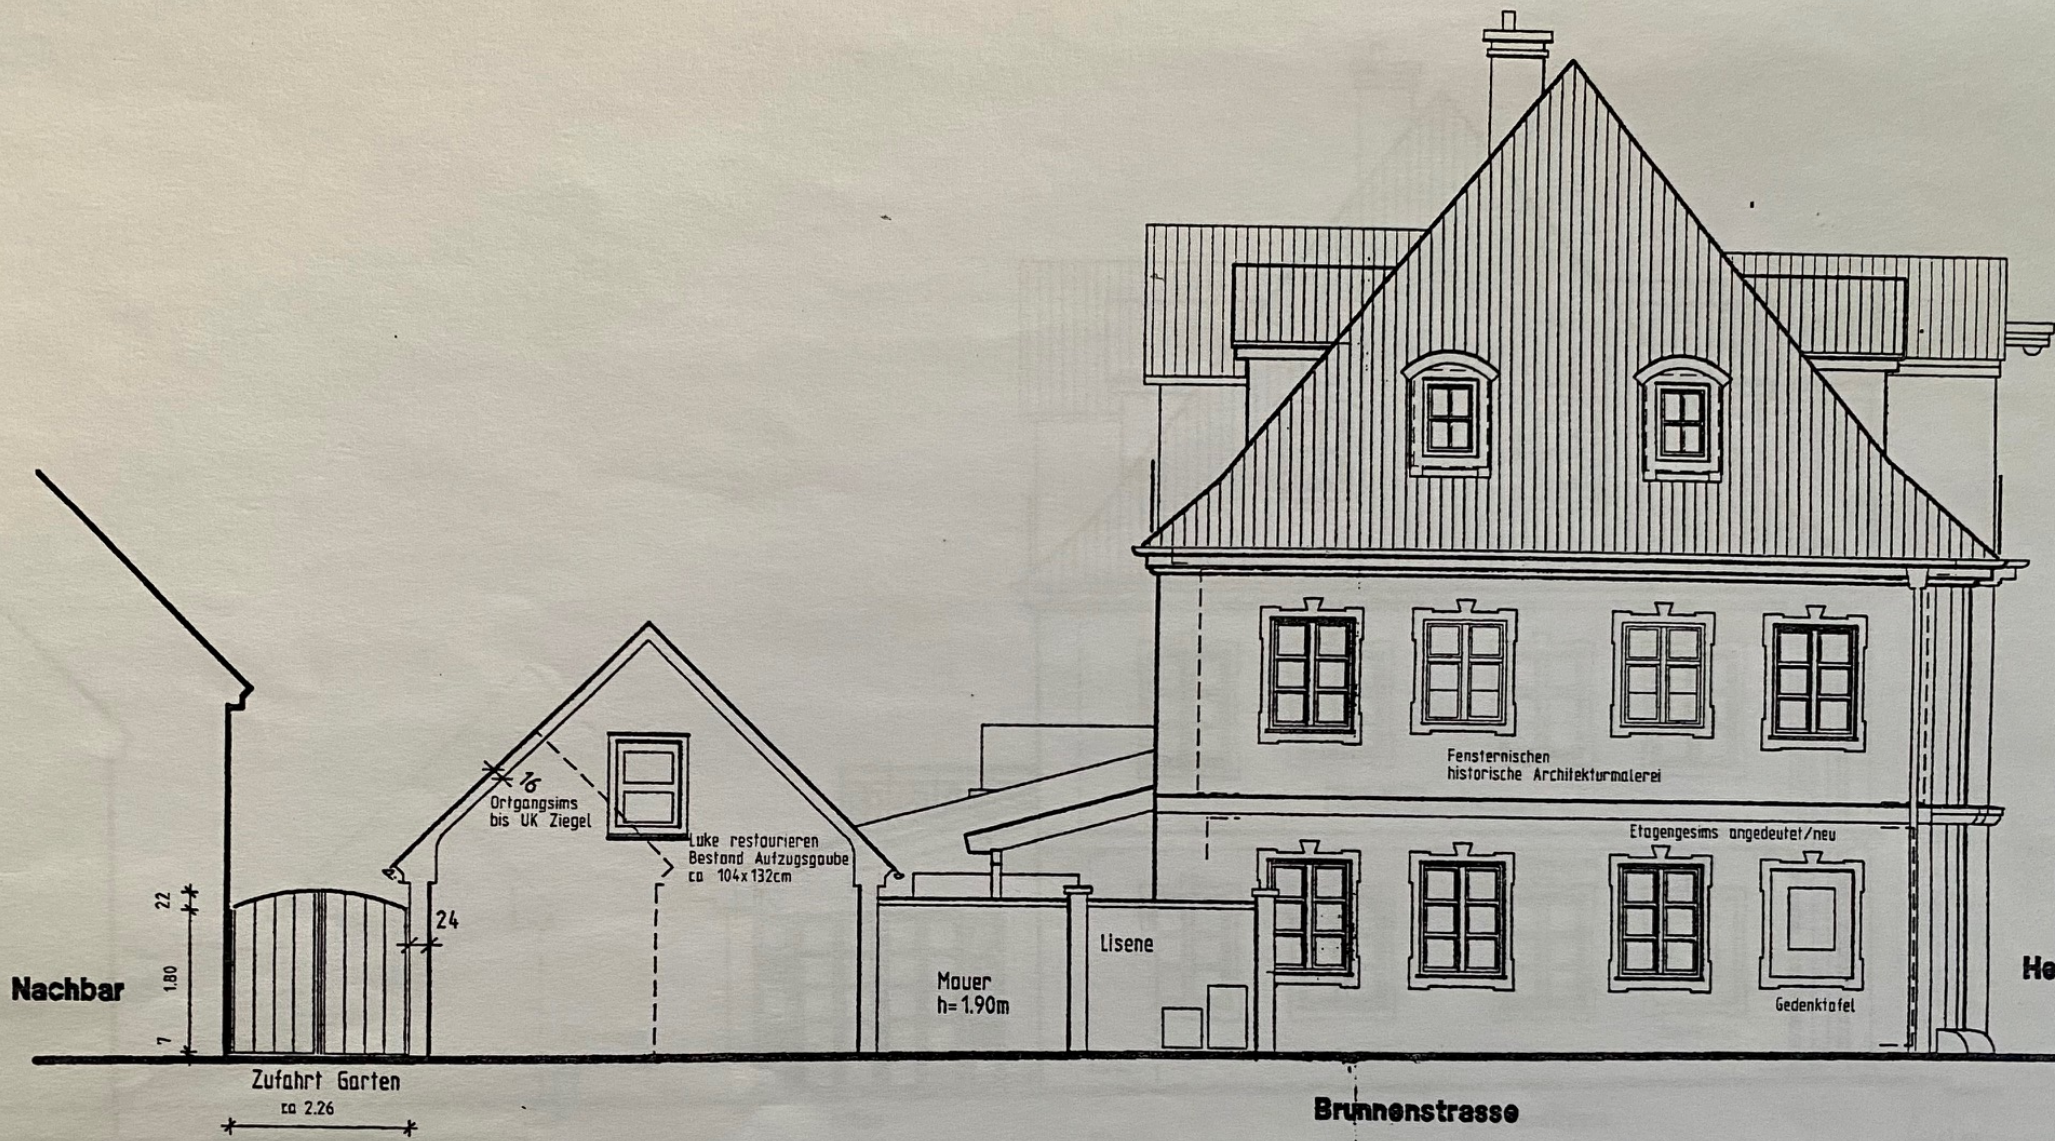 Fensternischen
historische Architekturmalerei
16
Ortgangsims
bis UK Ziegel
Luke restaurieren
Bestand Aufzugsgaube
ca 104x132cm
Etagengesims angedeutet/neu
22
24
1.80
7
Nachbar
Mauer
h=1.90m
Lisene
Gedenktafel
He
Zufahrt Garten
ca 2.26
Brunnenstrasse